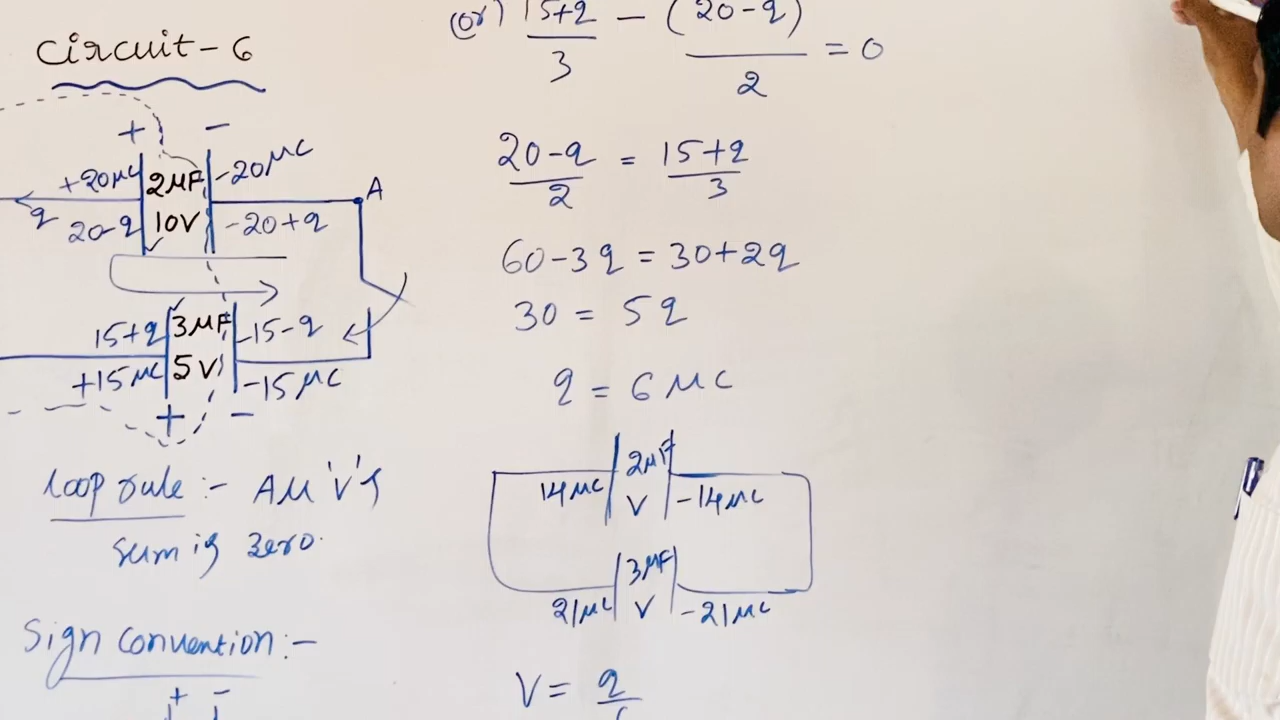 Circuit-6
+ -
+20μC 2μF -20μC A
q 20-q 10V -20+q
15+q 3μF -15-q
+15μC 5V -15μC
+ -
Loop rule :- All 'V's
sum is zero.
Sign convention :-
+ -
(or) 15+q/3 - (20-q)/2 = 0
20-q/2 = 15+q/3
60-3q = 30+2q
30 = 5q
q = 6 μC
2μF
14μC V -14μC
3μF
21μC V -21μC
V = q